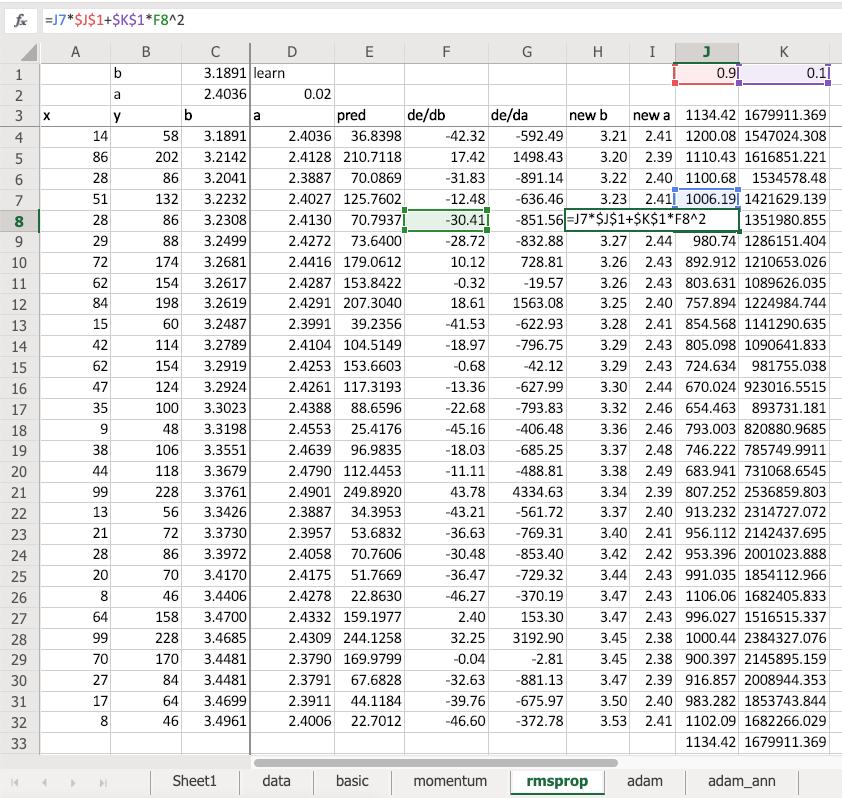 fx =J7*$J$1+$K$1*F8^2
A B C D E F G H I J K
1 b 3.1891 learn 0.9 0.1
2 a 2.4036 0.02
3 x y b a pred de/db de/da new b new a 1134.42 1679911.369
4 14 58 3.1891 2.4036 36.8398 -42.32 -592.49 3.21 2.41 1200.08 1547024.308
5 86 202 3.2142 2.4128 210.7118 17.42 1498.43 3.20 2.39 1110.43 1616851.221
6 28 86 3.2041 2.3887 70.0869 -31.83 -891.14 3.22 2.40 1100.68 1534578.48
7 51 132 3.2232 2.4027 125.7602 -12.48 -636.46 3.23 2.41 1006.19 1421629.139
8 28 86 3.2308 2.4130 70.7937 -30.41 -851.56 =J7*$J$1+$K$1*F8^2 1351980.855
9 29 88 3.2499 2.4272 73.6400 -28.72 -832.88 3.27 2.44 980.74 1286151.404
10 72 174 3.2681 2.4416 179.0612 10.12 728.81 3.26 2.43 892.912 1210653.026
11 62 154 3.2617 2.4287 153.8422 -0.32 -19.57 3.26 2.43 803.631 1089626.035
12 84 198 3.2619 2.4291 207.3040 18.61 1563.08 3.25 2.40 757.894 1224984.744
13 15 60 3.2487 2.3991 39.2356 -41.53 -622.93 3.28 2.41 854.568 1141290.635
14 42 114 3.2789 2.4104 104.5149 -18.97 -796.75 3.29 2.43 805.098 1090641.833
15 62 154 3.2919 2.4253 153.6603 -0.68 -42.12 3.29 2.43 724.634 981755.038
16 47 124 3.2924 2.4261 117.3193 -13.36 -627.99 3.30 2.44 670.024 923016.5515
17 35 100 3.3023 2.4388 88.6596 -22.68 -793.83 3.32 2.46 654.463 893731.181
18 9 48 3.3198 2.4553 25.4176 -45.16 -406.48 3.36 2.46 793.003 820880.9685
19 38 106 3.3551 2.4639 96.9835 -18.03 -685.25 3.37 2.48 746.222 785749.9911
20 44 118 3.3679 2.4790 112.4453 -11.11 -488.81 3.38 2.49 683.941 731068.6545
21 99 228 3.3761 2.4901 249.8920 43.78 4334.63 3.34 2.39 807.252 2536859.803
22 13 56 3.3426 2.3887 34.3953 -43.21 -561.72 3.37 2.40 913.232 2314727.072
23 21 72 3.3730 2.3957 53.6832 -36.63 -769.31 3.40 2.41 956.112 2142437.695
24 28 86 3.3972 2.4058 70.7606 -30.48 -853.40 3.42 2.42 953.396 2001023.888
25 20 70 3.4170 2.4175 51.7669 -36.47 -729.32 3.44 2.43 991.035 1854112.966
26 8 46 3.4406 2.4278 22.8630 -46.27 -370.19 3.47 2.43 1106.06 1682405.833
27 64 158 3.4700 2.4332 159.1977 2.40 153.30 3.47 2.43 996.027 1516515.337
28 99 228 3.4685 2.4309 244.1258 32.25 3192.90 3.45 2.38 1000.44 2384327.076
29 70 170 3.4481 2.3790 169.9799 -0.04 -2.81 3.45 2.38 900.397 2145895.159
30 27 84 3.4481 2.3791 67.6828 -32.63 -881.13 3.47 2.39 916.857 2008944.353
31 17 64 3.4699 2.3911 44.1184 -39.76 -675.97 3.50 2.40 983.282 1853743.844
32 8 46 3.4961 2.4006 22.7012 -46.60 -372.78 3.53 2.41 1102.09 1682266.029
33 1134.42 1679911.369
Sheet1 data basic momentum rmsprop adam adam_ann